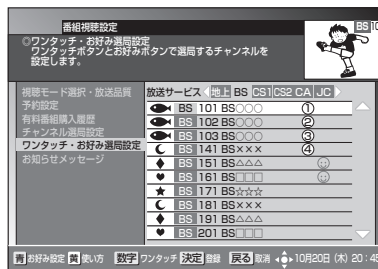 番組視聴設定
◎ワンタッチ・お好み選局設定
ワンタッチボタンとお好みボタンで選局するチャンネルを
設定します。
BS 10
視聴モード選択・放送品質
予約設定
有料番組購入履歴
チャンネル選局設定
ワンタッチ・お好み選局設定
お知らせメッセージ
放送サービス 地上 BS CS1 CS2 CA JC
BS 101 BS○○○ ①
BS 102 BS○○○ ②
BS 103 BS○○○ ③
BS 141 BS××× ④
BS 151 BS△△△
BS 161 BS□□□
BS 171 BS☆☆☆
BS 181 BS×××
BS 191 BS△△△
BS 201 BS□□□
青 お好み設定 黄 使い方 数字 ワンタッチ 決定 登録 戻る 取消 10月20日 (木) 20:45